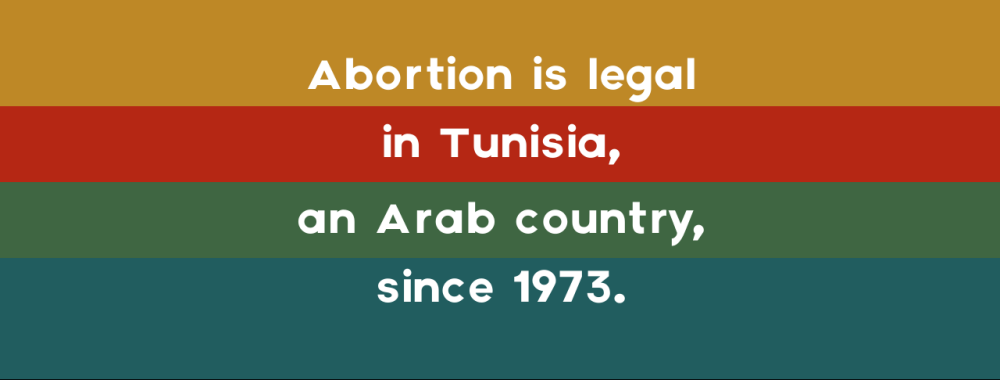 Abortion is legal
in Tunisia,
an Arab country,
since 1973.